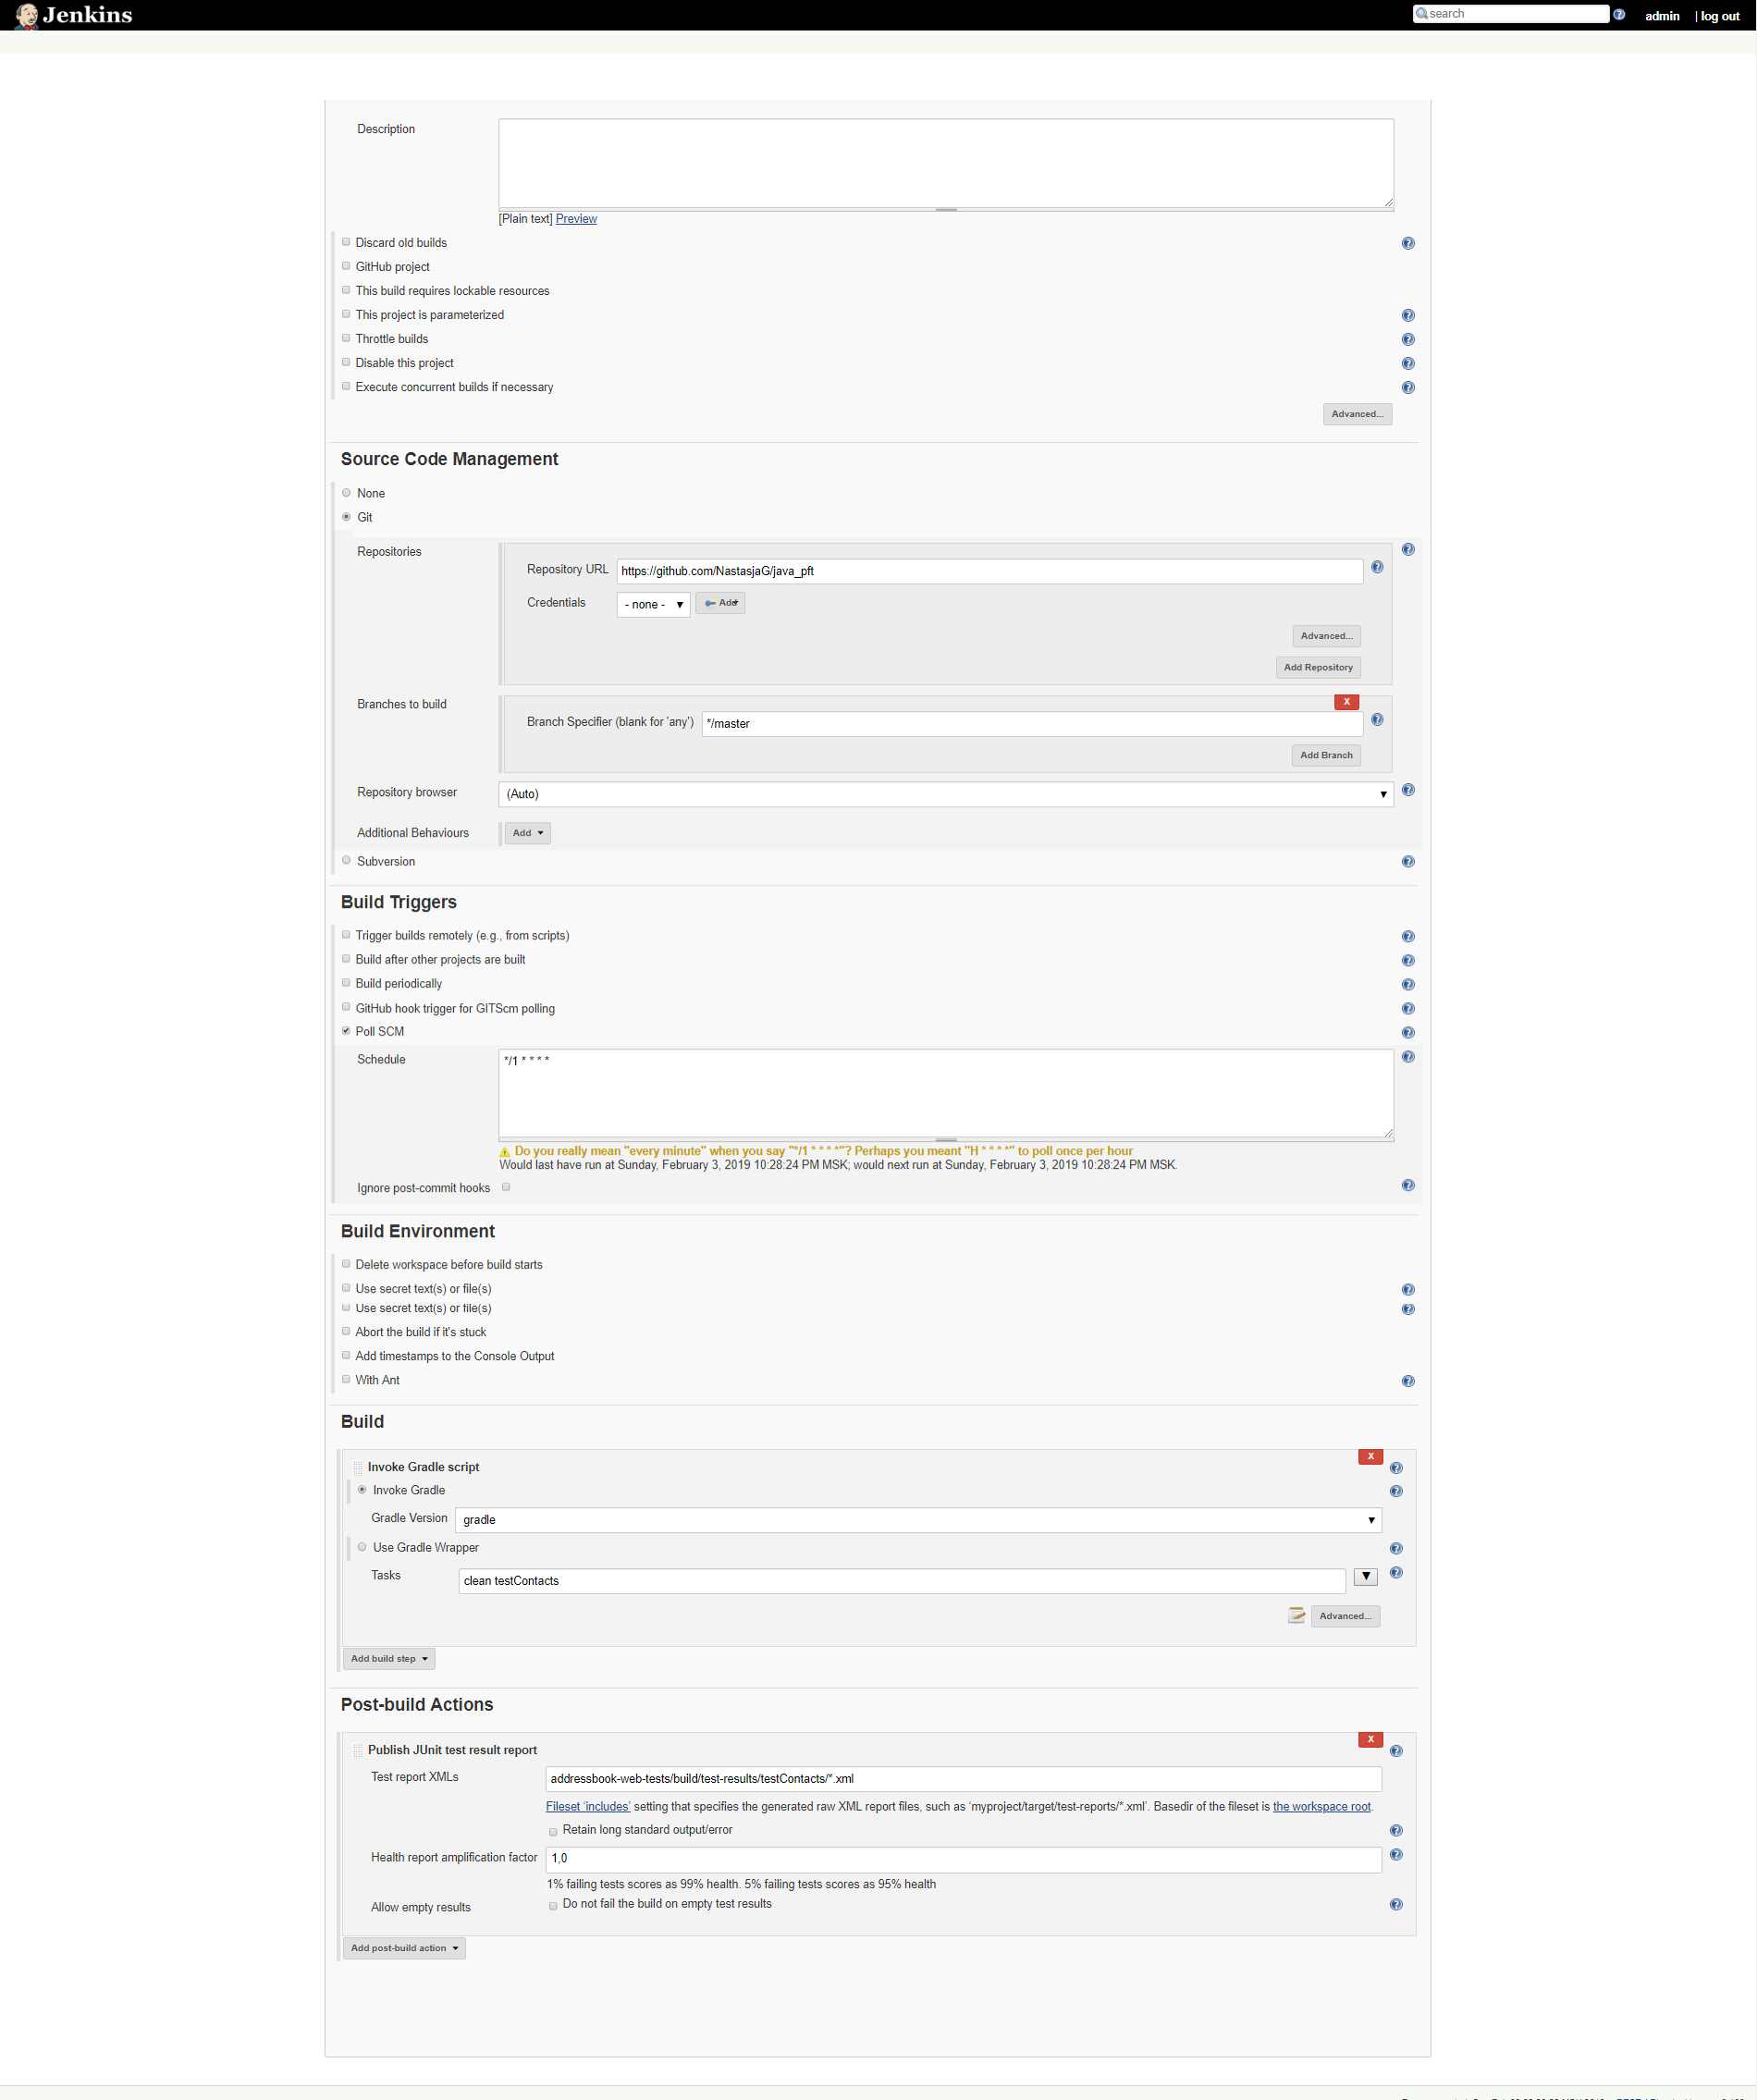 Jenkins
search
admin
| log out
Description
[Plain text] Preview
Discard old builds
GitHub project
This build requires lockable resources
This project is parameterized
Throttle builds
Disable this project
Execute concurrent builds if necessary
Advanced...
Source Code Management
None
Git
Repositories
Repository URL https://github.com/NastasjaG/java_pft
Credentials - none - Add
Advanced...
Add Repository
Branches to build
X
Branch Specifier (blank for 'any') */master
Add Branch
Repository browser (Auto)
Additional Behaviours Add
Subversion
Build Triggers
Trigger builds remotely (e.g., from scripts)
Build after other projects are built
Build periodically
GitHub hook trigger for GITScm polling
Poll SCM
Schedule */1 * * * *
Do you really mean "every minute" when you say "*/1 * * * *"? Perhaps you meant "H * * * *" to poll once per hour
Would last have run at Sunday, February 3, 2019 10:28:24 PM MSK; would next run at Sunday, February 3, 2019 10:28:24 PM MSK.
Ignore post-commit hooks
Build Environment
Delete workspace before build starts
Use secret text(s) or file(s)
Use secret text(s) or file(s)
Abort the build if it's stuck
Add timestamps to the Console Output
With Ant
Build
X
Invoke Gradle script
Invoke Gradle
Gradle Version gradle
Use Gradle Wrapper
Tasks clean testContacts
Advanced...
Add build step
Post-build Actions
X
Publish JUnit test result report
Test report XMLs addressbook-web-tests/build/test-results/testContacts/*.xml
Fileset 'includes' setting that specifies the generated raw XML report files, such as 'myproject/target/test-reports/*.xml'. Basedir of the fileset is the workspace root.
Retain long standard output/error
Health report amplification factor 1,0
1% failing tests scores as 99% health. 5% failing tests scores as 95% health
Allow empty results Do not fail the build on empty test results
Add post-build action